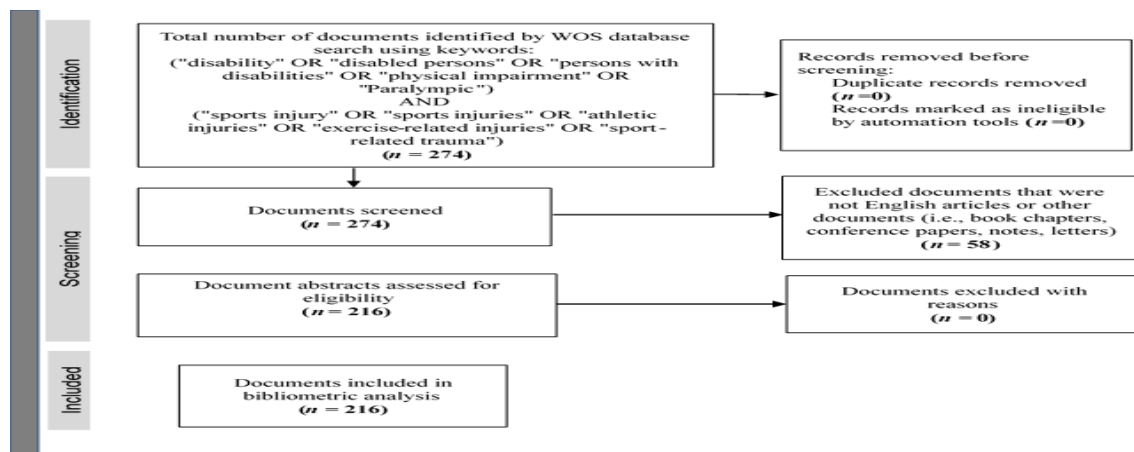 Identification
Total number of documents identified by WOS database
search using keywords:
("disability" OR "disabled persons" OR "persons with
disabilities" OR "physical impairment" OR
"Paralympic")
AND
("sports injury" OR "sports injuries" OR "athletic
injuries" OR "exercise-related injuries" OR "sport-
related trauma")
(n = 274)
Records removed before
screening:
Duplicate records removed
(n =0)
Records marked as ineligible
by automation tools (n =0)
Screening
Documents screened
(n = 274)
Excluded documents that were
not English articles or other
documents (i.e., book chapters,
conference papers, notes, letters)
(n = 58)
Document abstracts assessed for
eligibility
(n = 216)
Documents excluded with
reasons
(n = 0)
Included
Documents included in
bibliometric analysis
(n = 216)